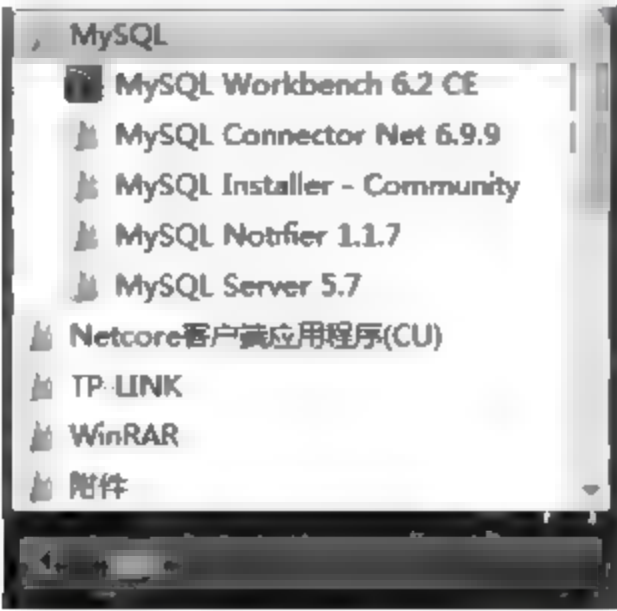 MySQL
MySQL Workbench 6.2 CE
MySQL Connector Net 6.9.9
MySQL Installer - Community
MySQL Notifier 1.1.7
MySQL Server 5.7
Netcore客户端应用程序(CU)
TP-LINK
WinRAR
附件